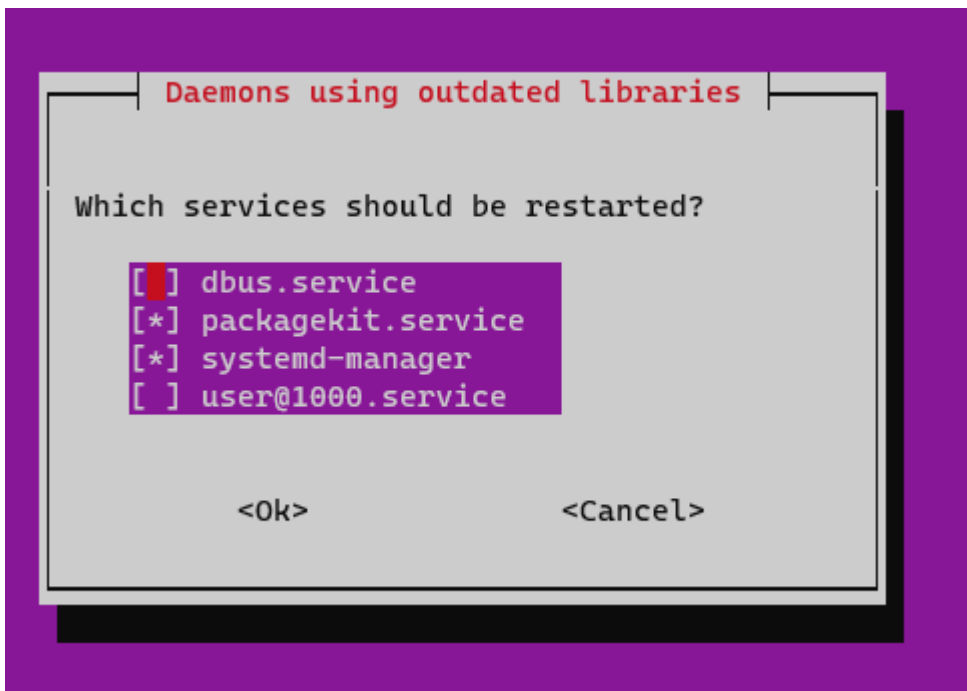 Daemons using outdated libraries
Which services should be restarted?
[ ] dbus.service
[*] packagekit.service
[*] systemd-manager
[ ] user@1000.service
<Ok> <Cancel>